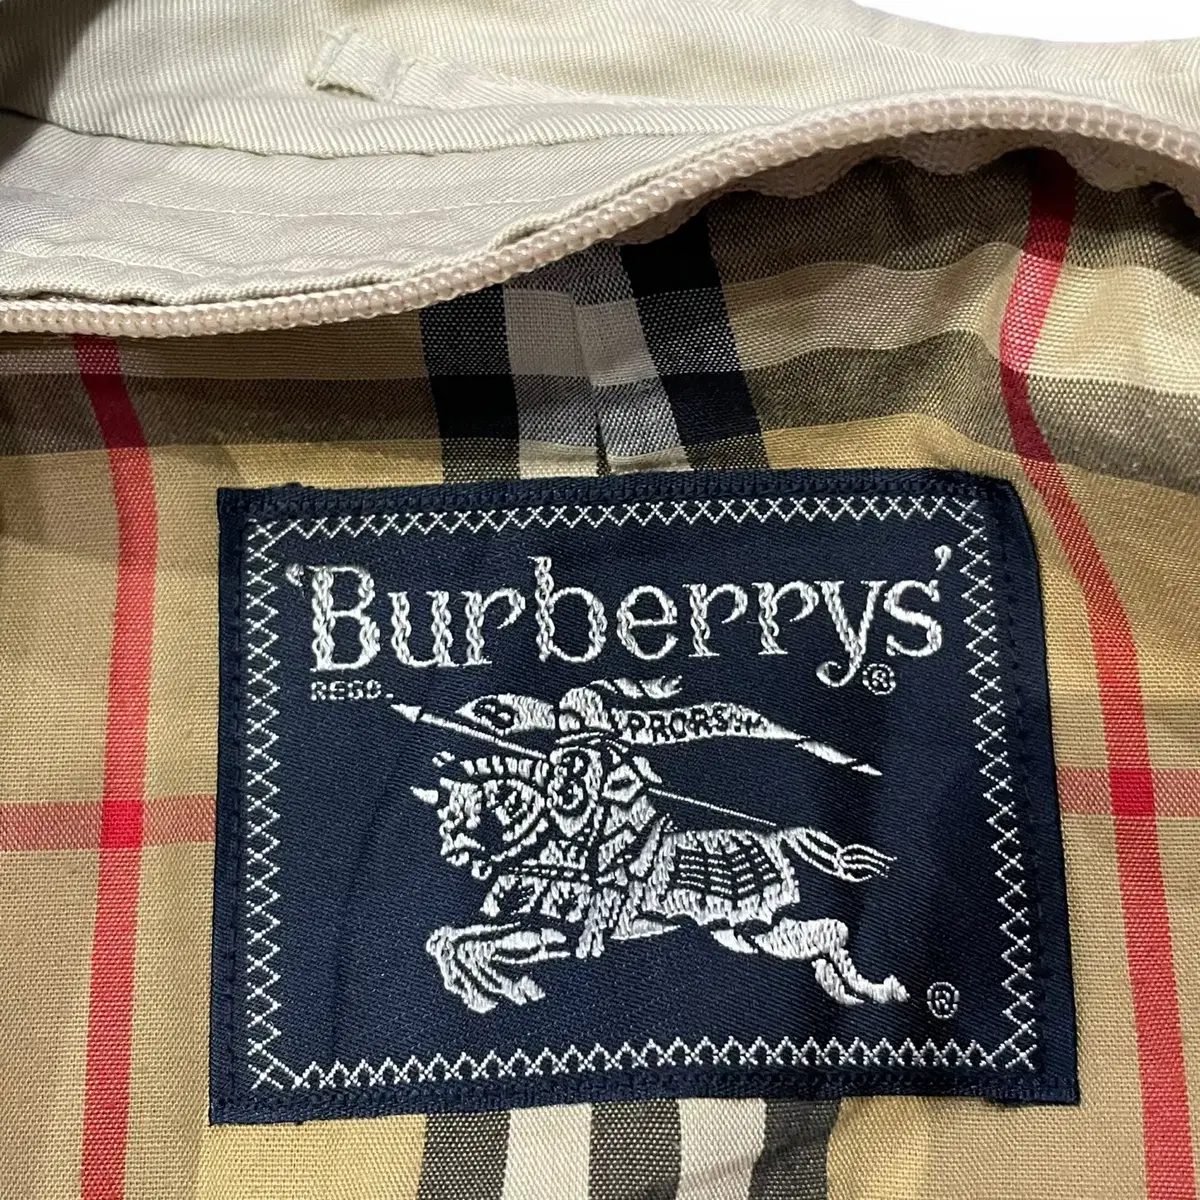 'Burberrys'®
REGD.
B PRORSUM
B
®